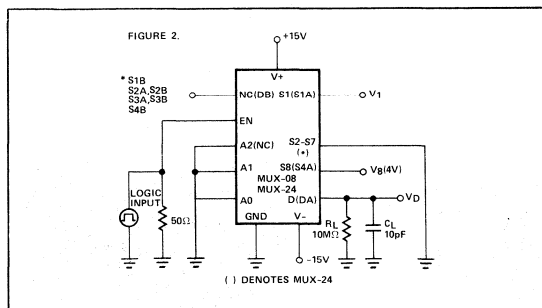 FIGURE 2.
+15V
V+
* S1B
S2A,S2B
S3A,S3B
S4B
NC(DB) S1(S1A) V1
EN
A2(NC) S2-S7
(*)
A1 S8(S4A) V8(4V)
MUX-08
MUX-24
A0 D(DA) VD
LOGIC
INPUT
50Ω
GND V-
RL
10MΩ
CL
10pF
-15V
( ) DENOTES MUX-24